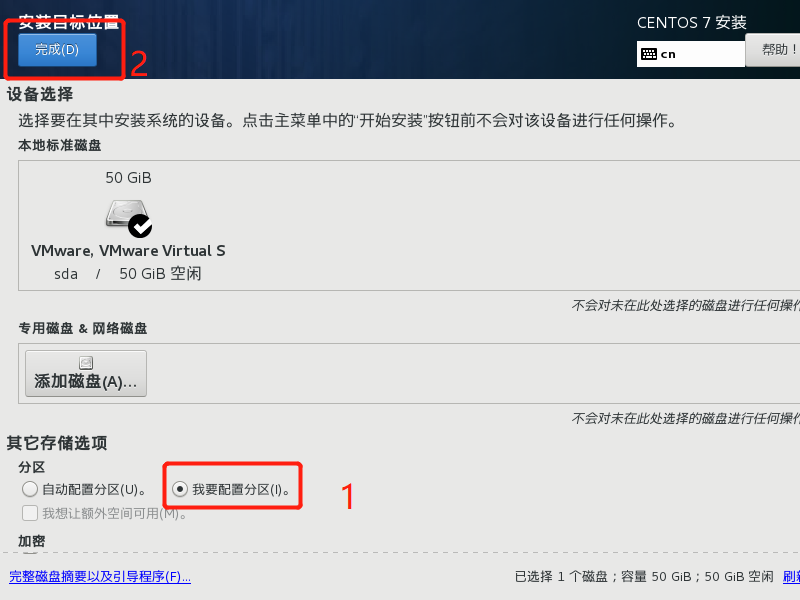 安装目标位置
CENTOS 7 安装
完成(D)
2
cn
帮助！
设备选择
选择要在其中安装系统的设备。点击主菜单中的“开始安装”按钮前不会对该设备进行任何操作。
本地标准磁盘
50 GiB
VMware, VMware Virtual S
sda / 50 GiB 空闲
不会对未在此处选择的磁盘进行任何操作
专用磁盘 & 网络磁盘
添加磁盘(A)...
不会对未在此处选择的磁盘进行任何操作
其它存储选项
分区
自动配置分区(U)。
我要配置分区(I)。
1
我想让额外空间可用(M)。
加密
完整磁盘摘要以及引导程序(F)...
已选择 1 个磁盘；容量 50 GiB；50 GiB 空闲
刷新